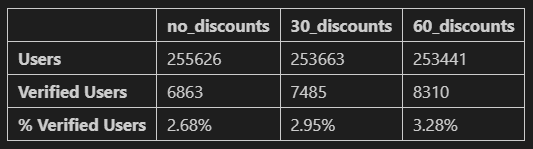 no_discounts 30_discounts 60_discounts
Users 255626 253663 253441
Verified Users 6863 7485 8310
% Verified Users 2.68% 2.95% 3.28%